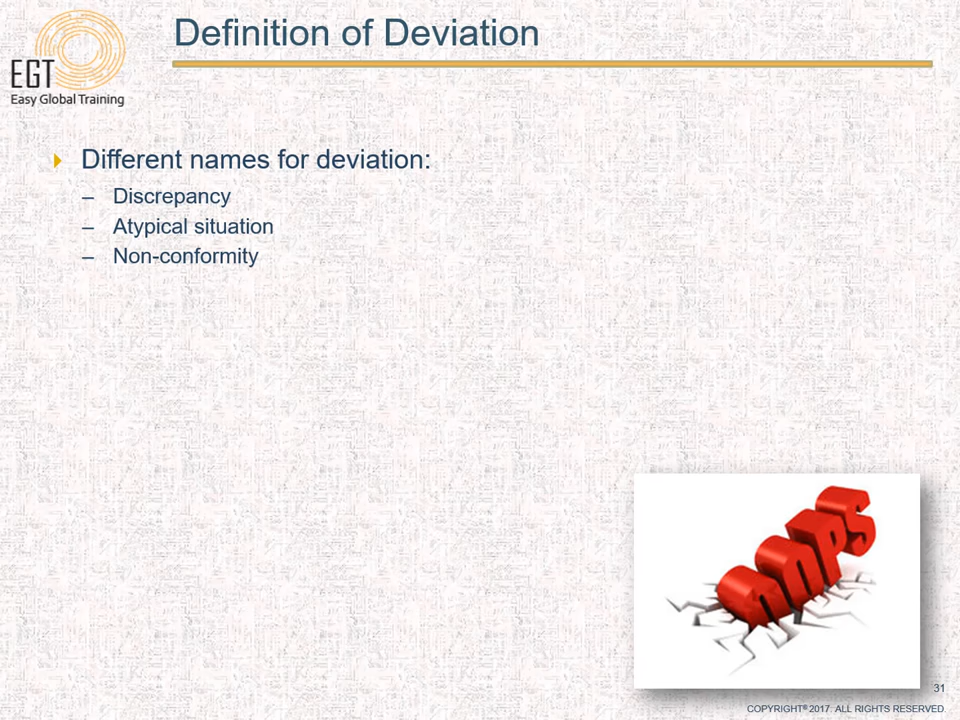 Definition of Deviation
EGT
Easy Global Training
Different names for deviation:
– Discrepancy
– Atypical situation
– Non-conformity
OOPS
31
COPYRIGHT® 2017. ALL RIGHTS RESERVED.